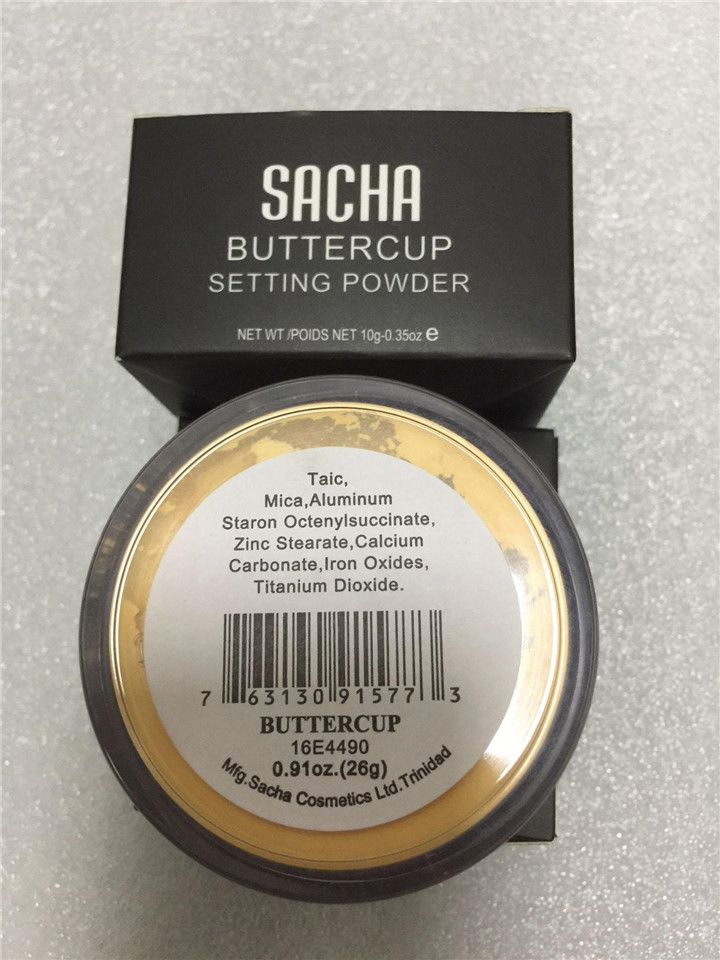 SACHA
BUTTERCUP
SETTING POWDER
NET WT /POIDS NET 10g-0.35oz e
Taic,
Mica,Aluminum
Staron Octenylsuccinate,
Zinc Stearate,Calcium
Carbonate,Iron Oxides,
Titanium Dioxide.
7 63130 91577 3
BUTTERCUP
16E4490
0.91oz.(26g)
Mfg.Sacha Cosmetics Ltd.Trinidad